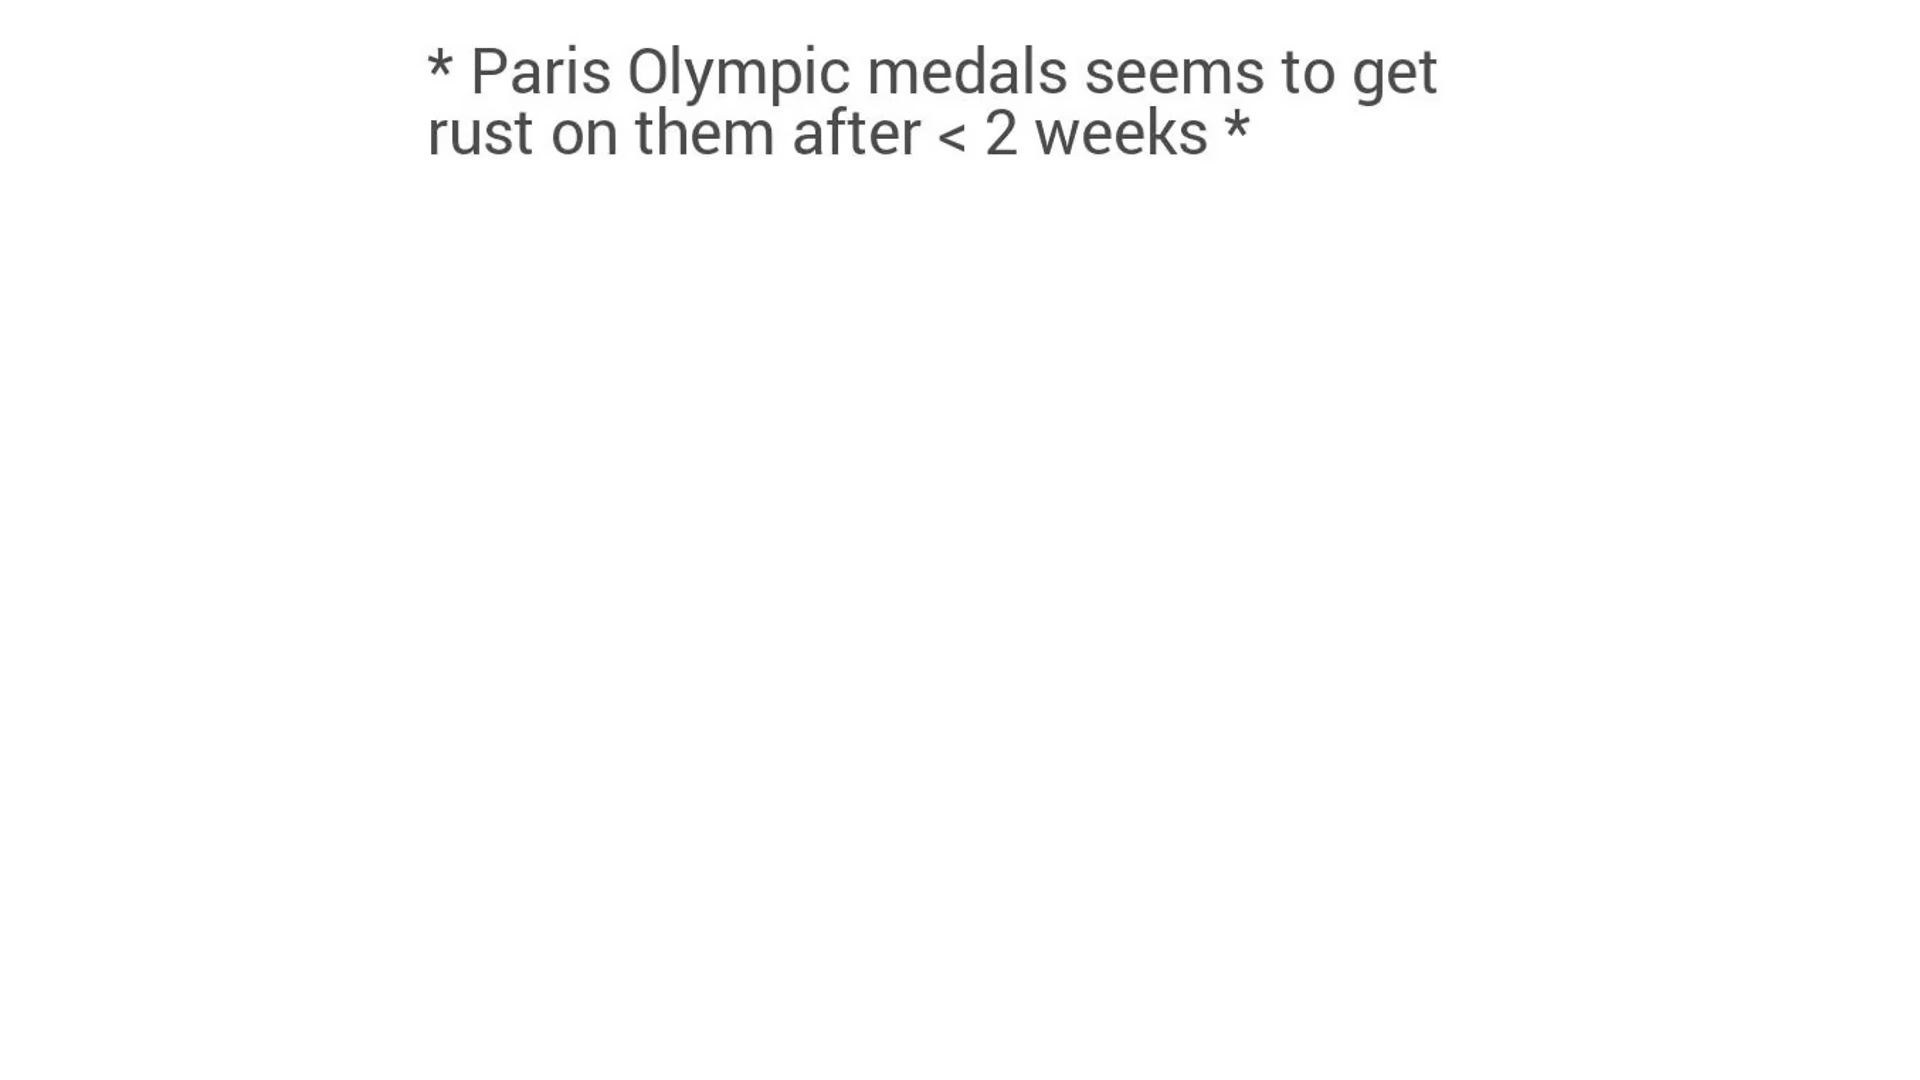 * Paris Olympic medals seems to get
rust on them after < 2 weeks *